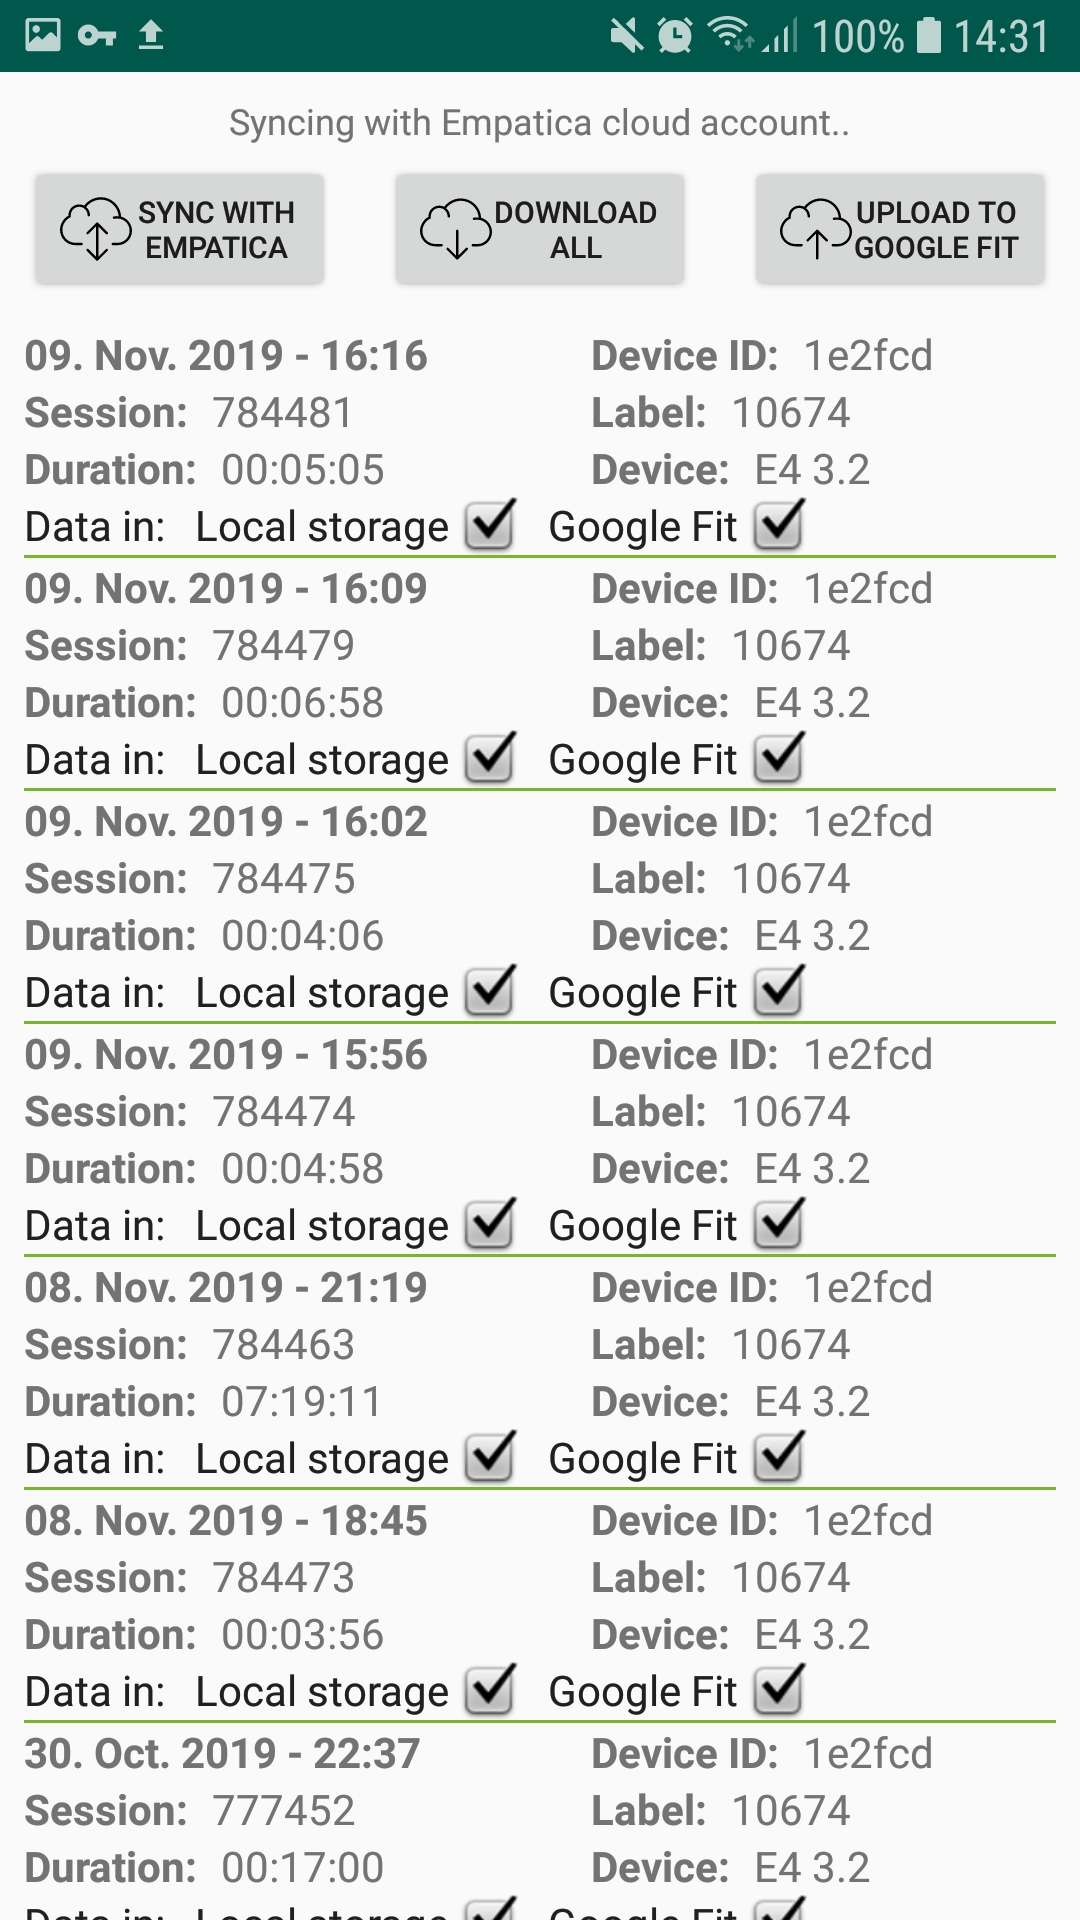 100% 14:31
Syncing with Empatica cloud account..
SYNC WITH EMPATICA
DOWNLOAD ALL
UPLOAD TO GOOGLE FIT
09. Nov. 2019 - 16:16 Device ID: 1e2fcd
Session: 784481 Label: 10674
Duration: 00:05:05 Device: E4 3.2
Data in: Local storage Google Fit
09. Nov. 2019 - 16:09 Device ID: 1e2fcd
Session: 784479 Label: 10674
Duration: 00:06:58 Device: E4 3.2
Data in: Local storage Google Fit
09. Nov. 2019 - 16:02 Device ID: 1e2fcd
Session: 784475 Label: 10674
Duration: 00:04:06 Device: E4 3.2
Data in: Local storage Google Fit
09. Nov. 2019 - 15:56 Device ID: 1e2fcd
Session: 784474 Label: 10674
Duration: 00:04:58 Device: E4 3.2
Data in: Local storage Google Fit
08. Nov. 2019 - 21:19 Device ID: 1e2fcd
Session: 784463 Label: 10674
Duration: 07:19:11 Device: E4 3.2
Data in: Local storage Google Fit
08. Nov. 2019 - 18:45 Device ID: 1e2fcd
Session: 784473 Label: 10674
Duration: 00:03:56 Device: E4 3.2
Data in: Local storage Google Fit
30. Oct. 2019 - 22:37 Device ID: 1e2fcd
Session: 777452 Label: 10674
Duration: 00:17:00 Device: E4 3.2
Data in: Local storage Google Fit